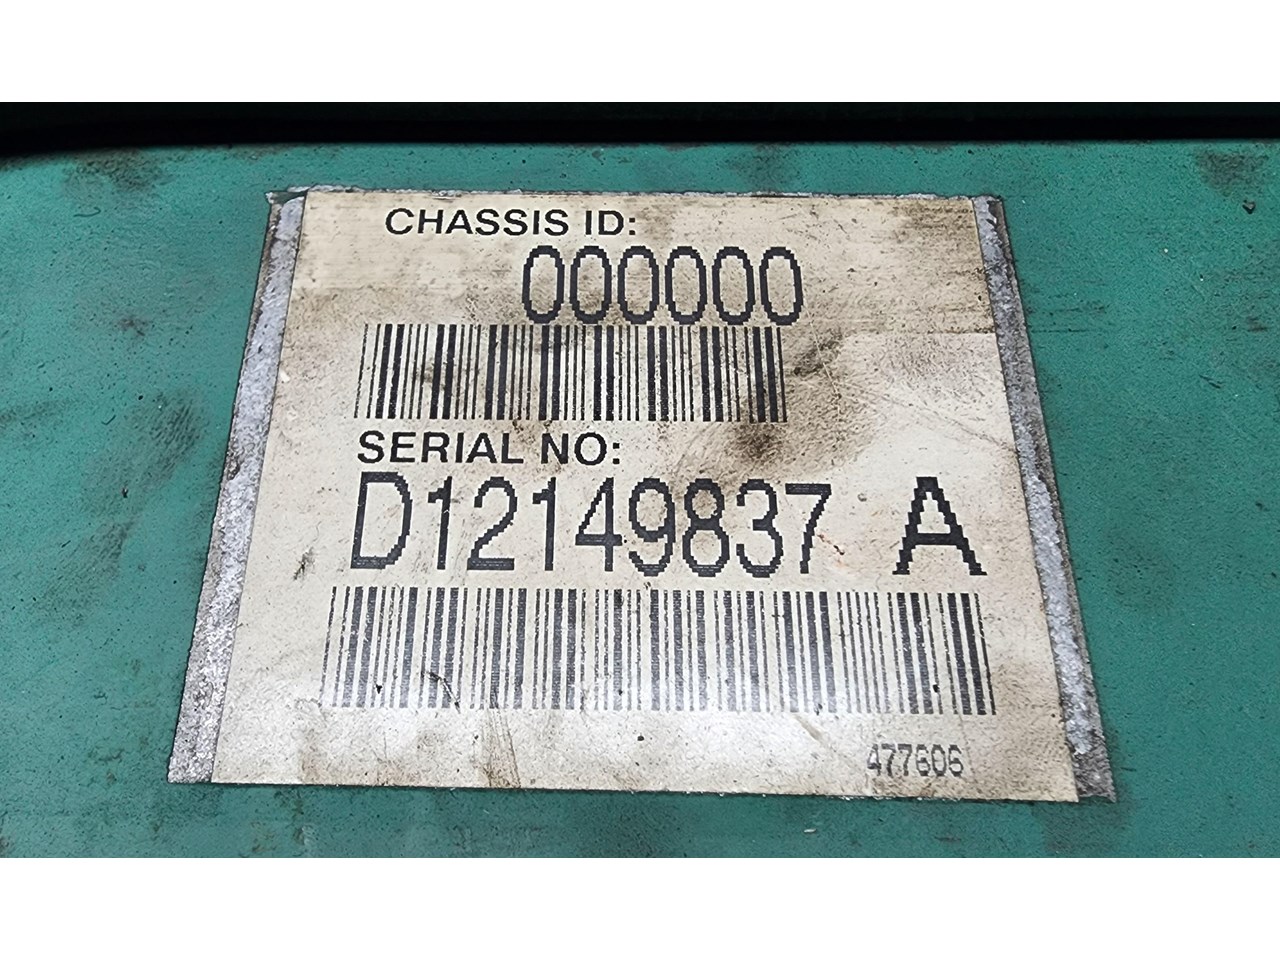 CHASSIS ID:
000000
SERIAL NO:
D12149837 A
477606